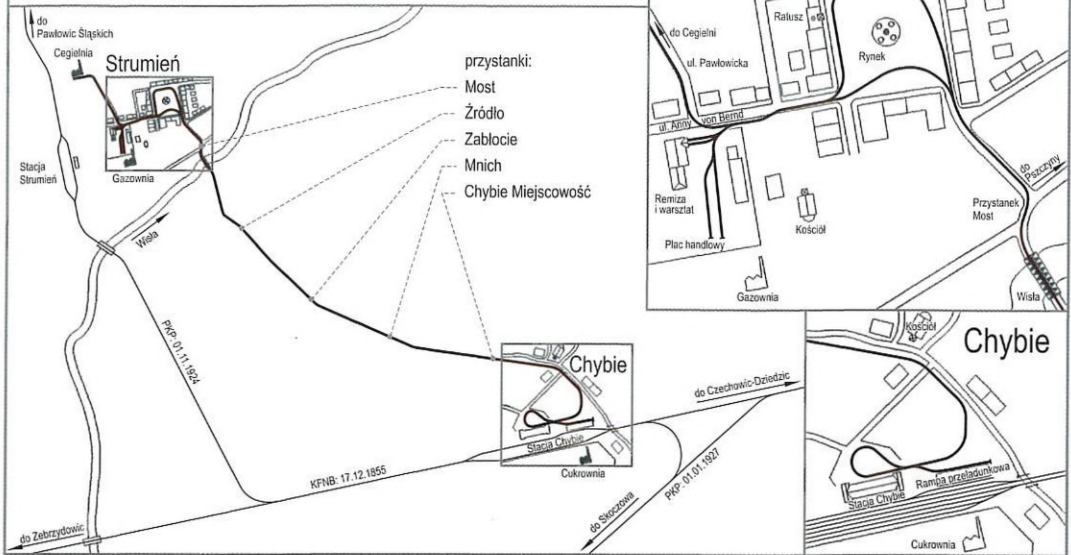 do
Pawłowic Śląskich
Cegielnia
Strumień
Stacja
Strumień
Gazownia
Wisła
przystanki:
Most
Źródło
Zabłocie
Mnich
Chybie Miejscowość
PKP: 01.11.1924
KFNB: 17.12.1855
PKP: 01.01.1927
do Zebrzydowic
do Skoczowa
do Czechowic-Dziedzic
Chybie
Stacja Chybie
Cukrownia
Ratusz
do Cegielni
ul. Pawłowicka
Rynek
ul. Anny von Bernd
Remiza
i warsztat
Plac handlowy
Kościół
Gazownia
do
Pszczyny
Przystanek
Most
Wisła
Kościół
Chybie
Rampa przeładunkowa
Stacja Chybie
Cukrownia